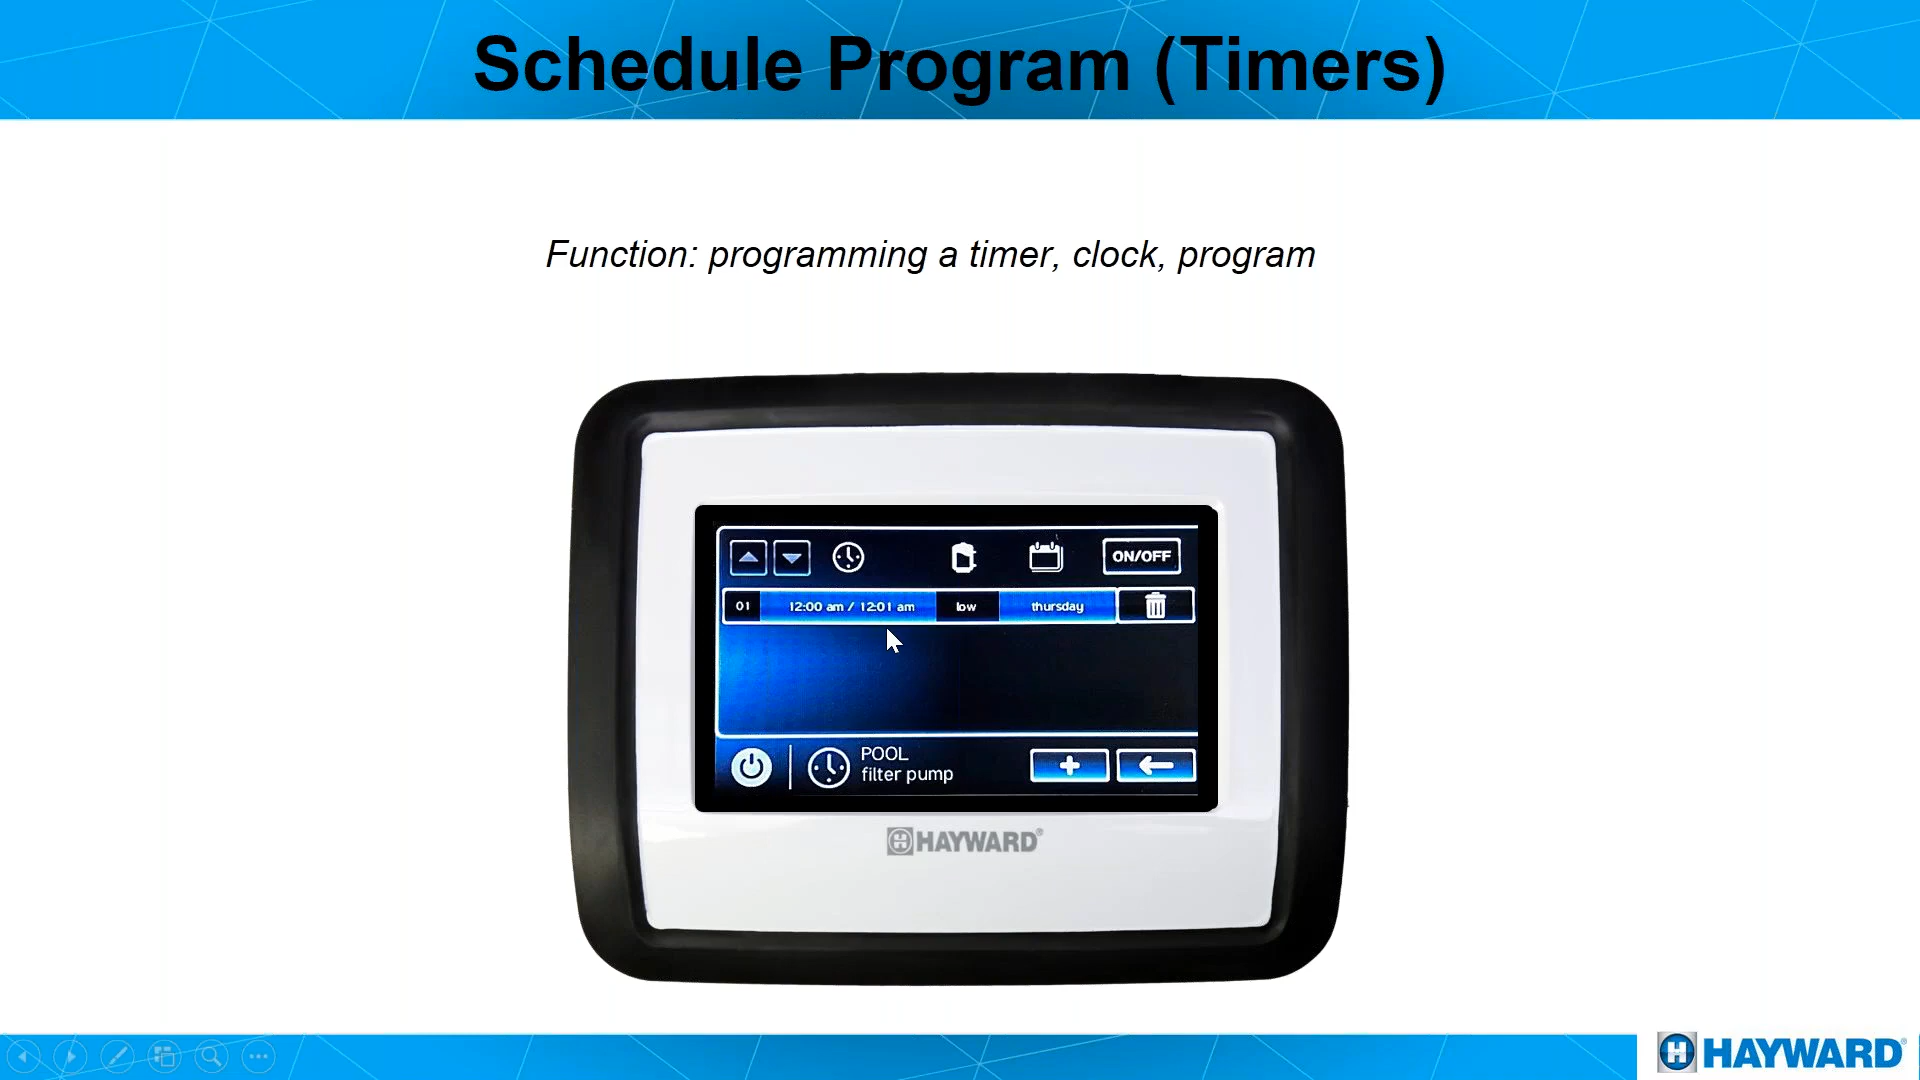 Schedule Program (Timers)
Function: programming a timer, clock, program
ON/OFF
01 12:00 am / 12:01 am low thursday
POOL
filter pump
HAYWARD®
HAYWARD®